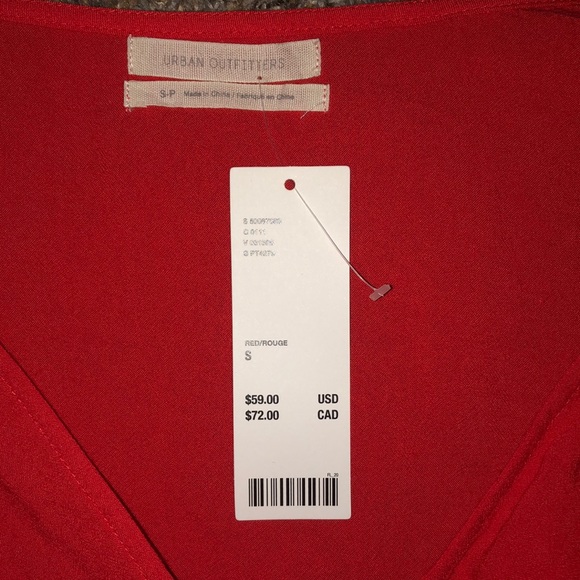 URBAN OUTFITTERS
S-P Made in China / Fabriqué en Chine
RED/ROUGE
S
$59.00 USD
$72.00 CAD